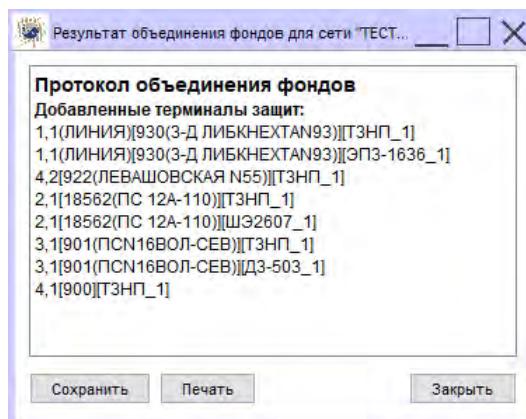 Результат объединения фондов для сети "ТЕСТ...
Протокол объединения фондов
Добавленные терминалы защит:
1,1(ЛИНИЯ)[930(З-Д ЛИБКНЕХТАN93)][ТЗНП_1]
1,1(ЛИНИЯ)[930(З-Д ЛИБКНЕХТАN93)][ЭПЗ-1636_1]
4,2[922(ЛЕВАШОВСКАЯ N55)][ТЗНП_1]
2,1[18562(ПС 12А-110)][ТЗНП_1]
2,1[18562(ПС 12А-110)][ШЭ2607_1]
3,1[901(ПСN16ВОЛ-СЕВ)][ТЗНП_1]
3,1[901(ПСN16ВОЛ-СЕВ)][ДЗ-503_1]
4,1[900][ТЗНП_1]
Сохранить Печать Закрыть